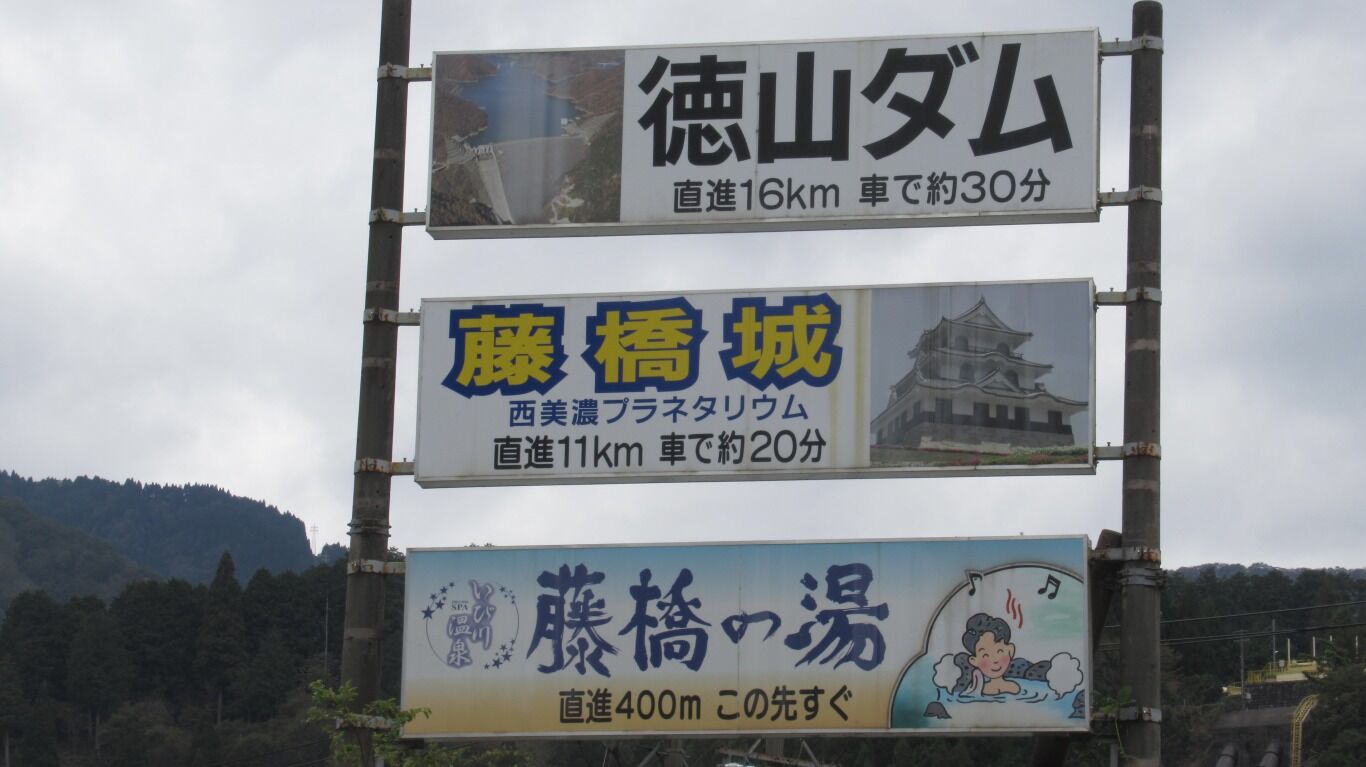 徳山ダム
直進16km 車で約30分
藤橋城
西美濃プラネタリウム
直進11km 車で約20分
いび川
温泉
SPA
藤橋の湯
直進400m この先すぐ